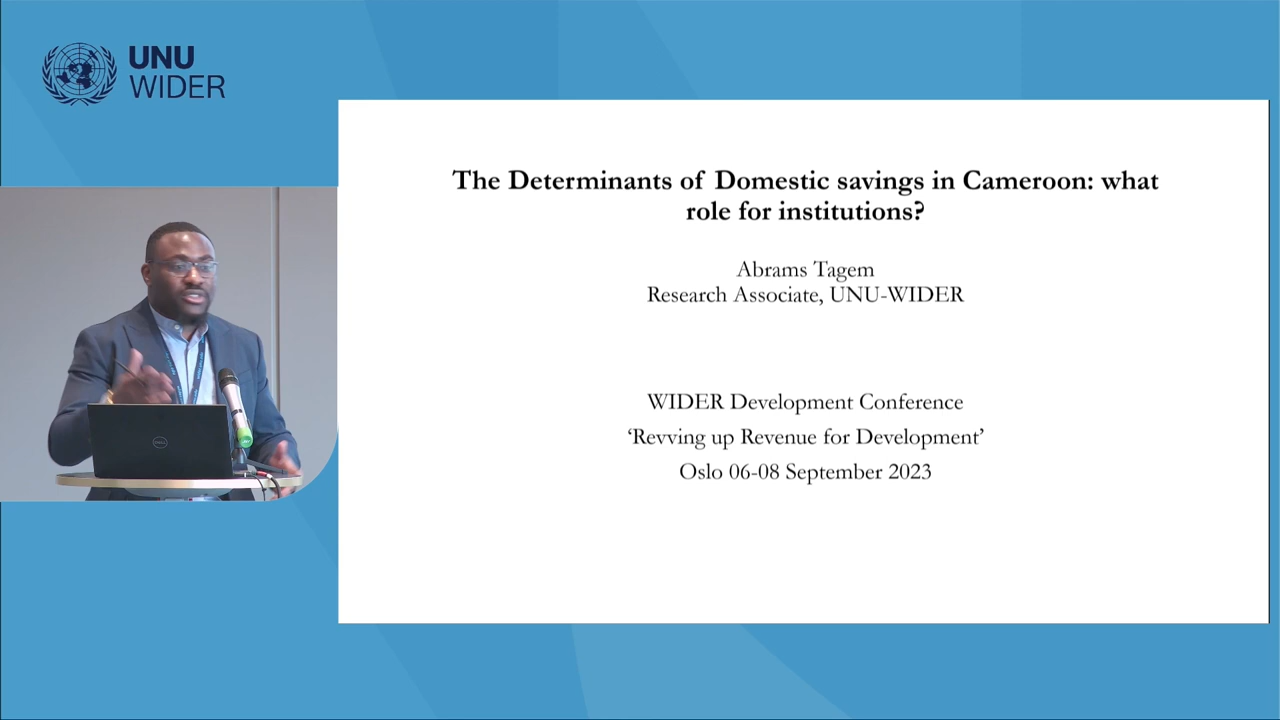 UNU
WIDER
The Determinants of Domestic savings in Cameroon: what
role for institutions?
Abrams Tagem
Research Associate, UNU-WIDER
WIDER Development Conference
‘Revving up Revenue for Development’
Oslo 06-08 September 2023
DELL